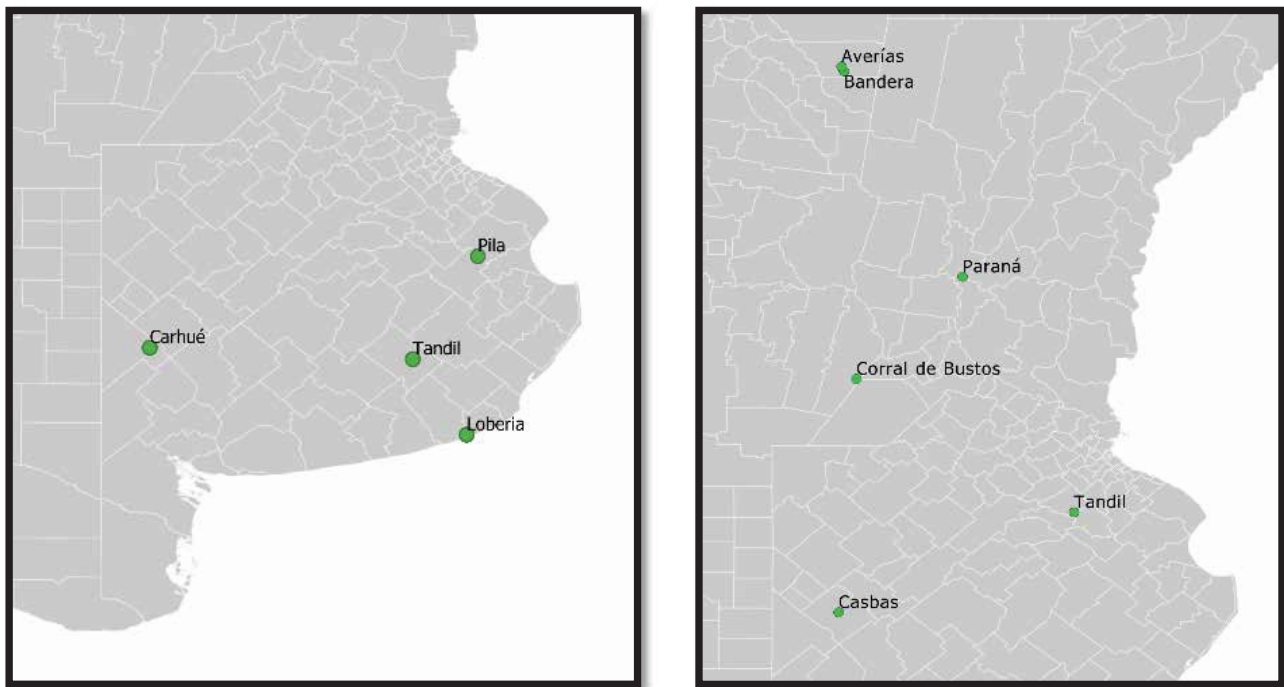 Pila
Carhué
Tandil
Loberia
Averías
Bandera
Paraná
Corral de Bustos
Tandil
Casbas